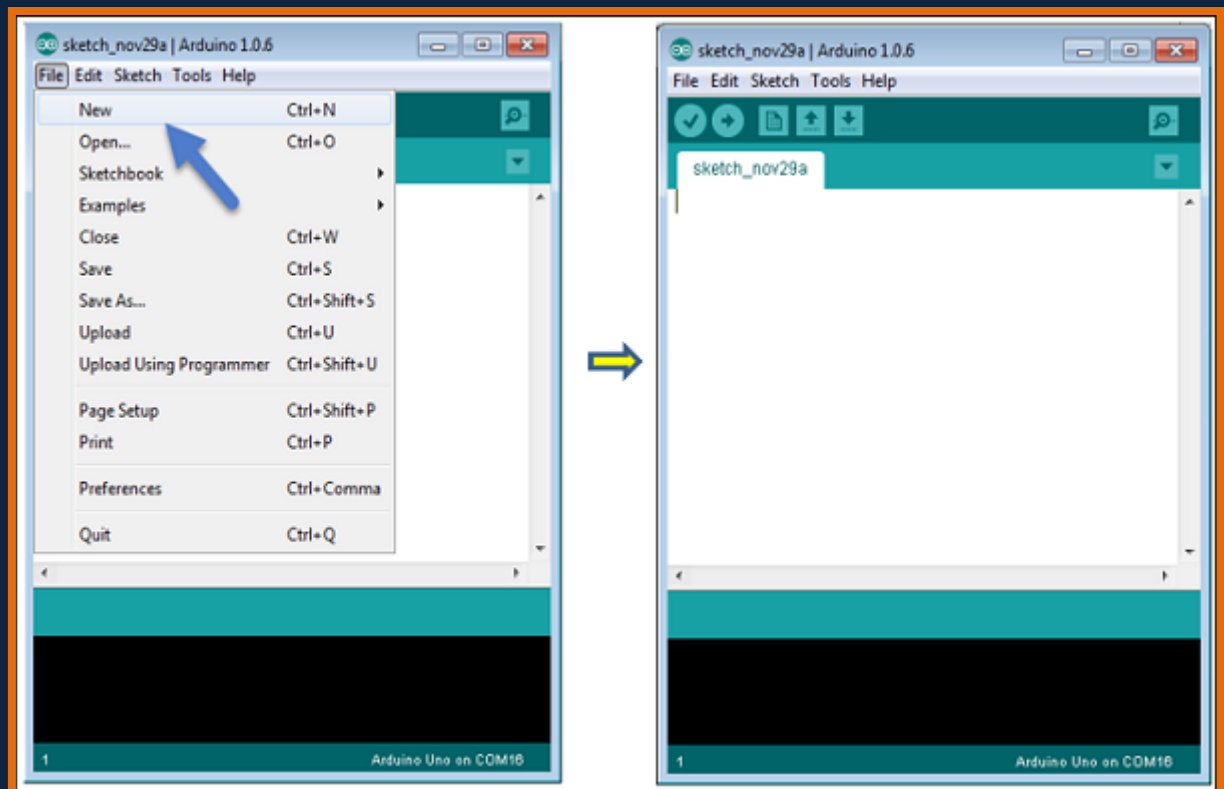 sketch_nov29a | Arduino 1.0.6
File Edit Sketch Tools Help
New Ctrl+N
Open... Ctrl+O
Sketchbook
Examples
Close Ctrl+W
Save Ctrl+S
Save As... Ctrl+Shift+S
Upload Ctrl+U
Upload Using Programmer Ctrl+Shift+U
Page Setup Ctrl+Shift+P
Print Ctrl+P
Preferences Ctrl+Comma
Quit Ctrl+Q
1 Arduino Uno on COM16
sketch_nov29a | Arduino 1.0.6
File Edit Sketch Tools Help
sketch_nov29a
1 Arduino Uno on COM16